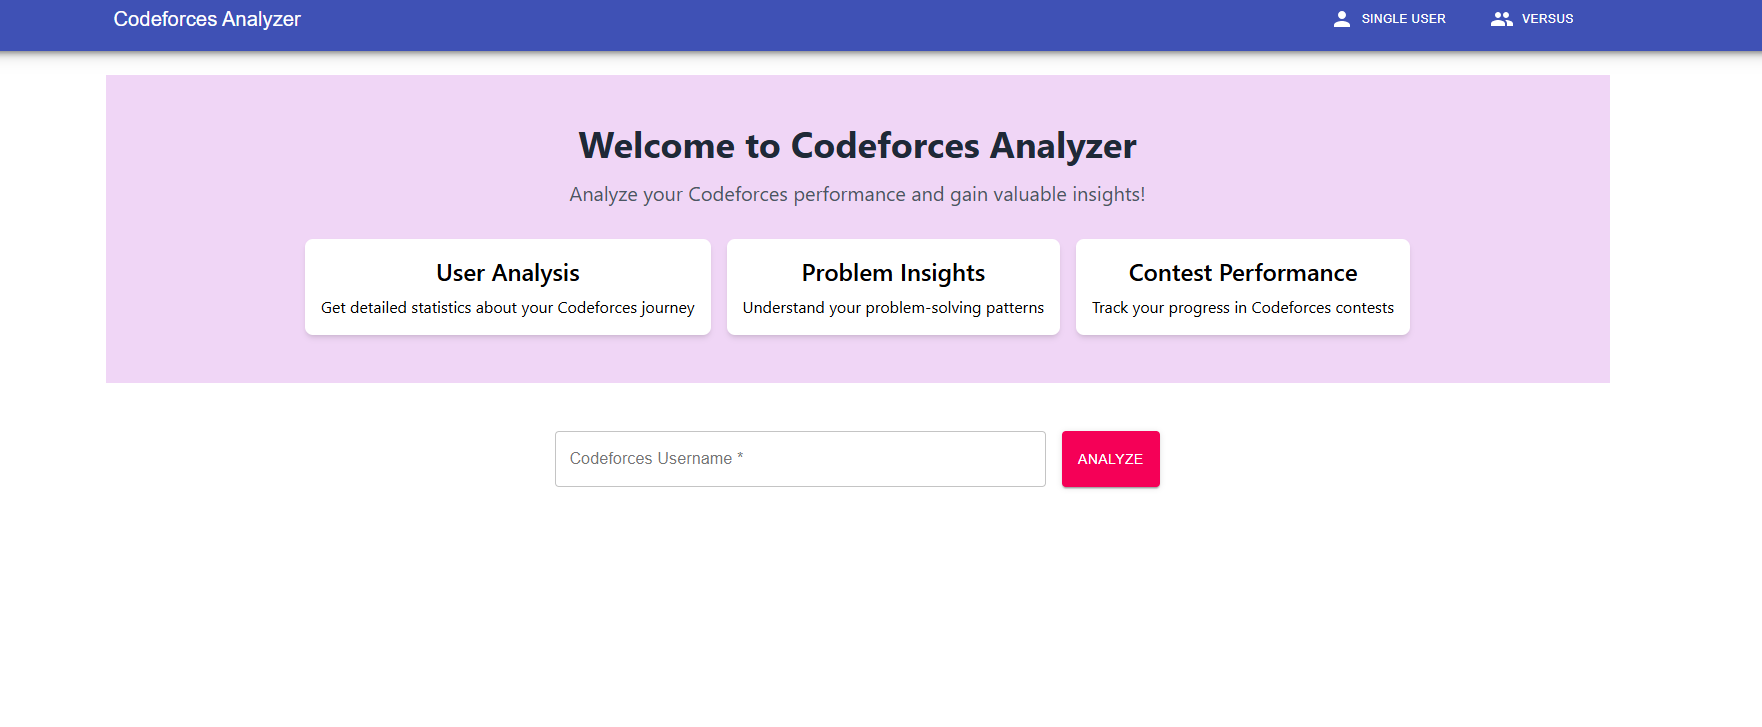 Codeforces Analyzer
SINGLE USER
VERSUS
Welcome to Codeforces Analyzer
Analyze your Codeforces performance and gain valuable insights!
User Analysis
Get detailed statistics about your Codeforces journey
Problem Insights
Understand your problem-solving patterns
Contest Performance
Track your progress in Codeforces contests
Codeforces Username *
ANALYZE